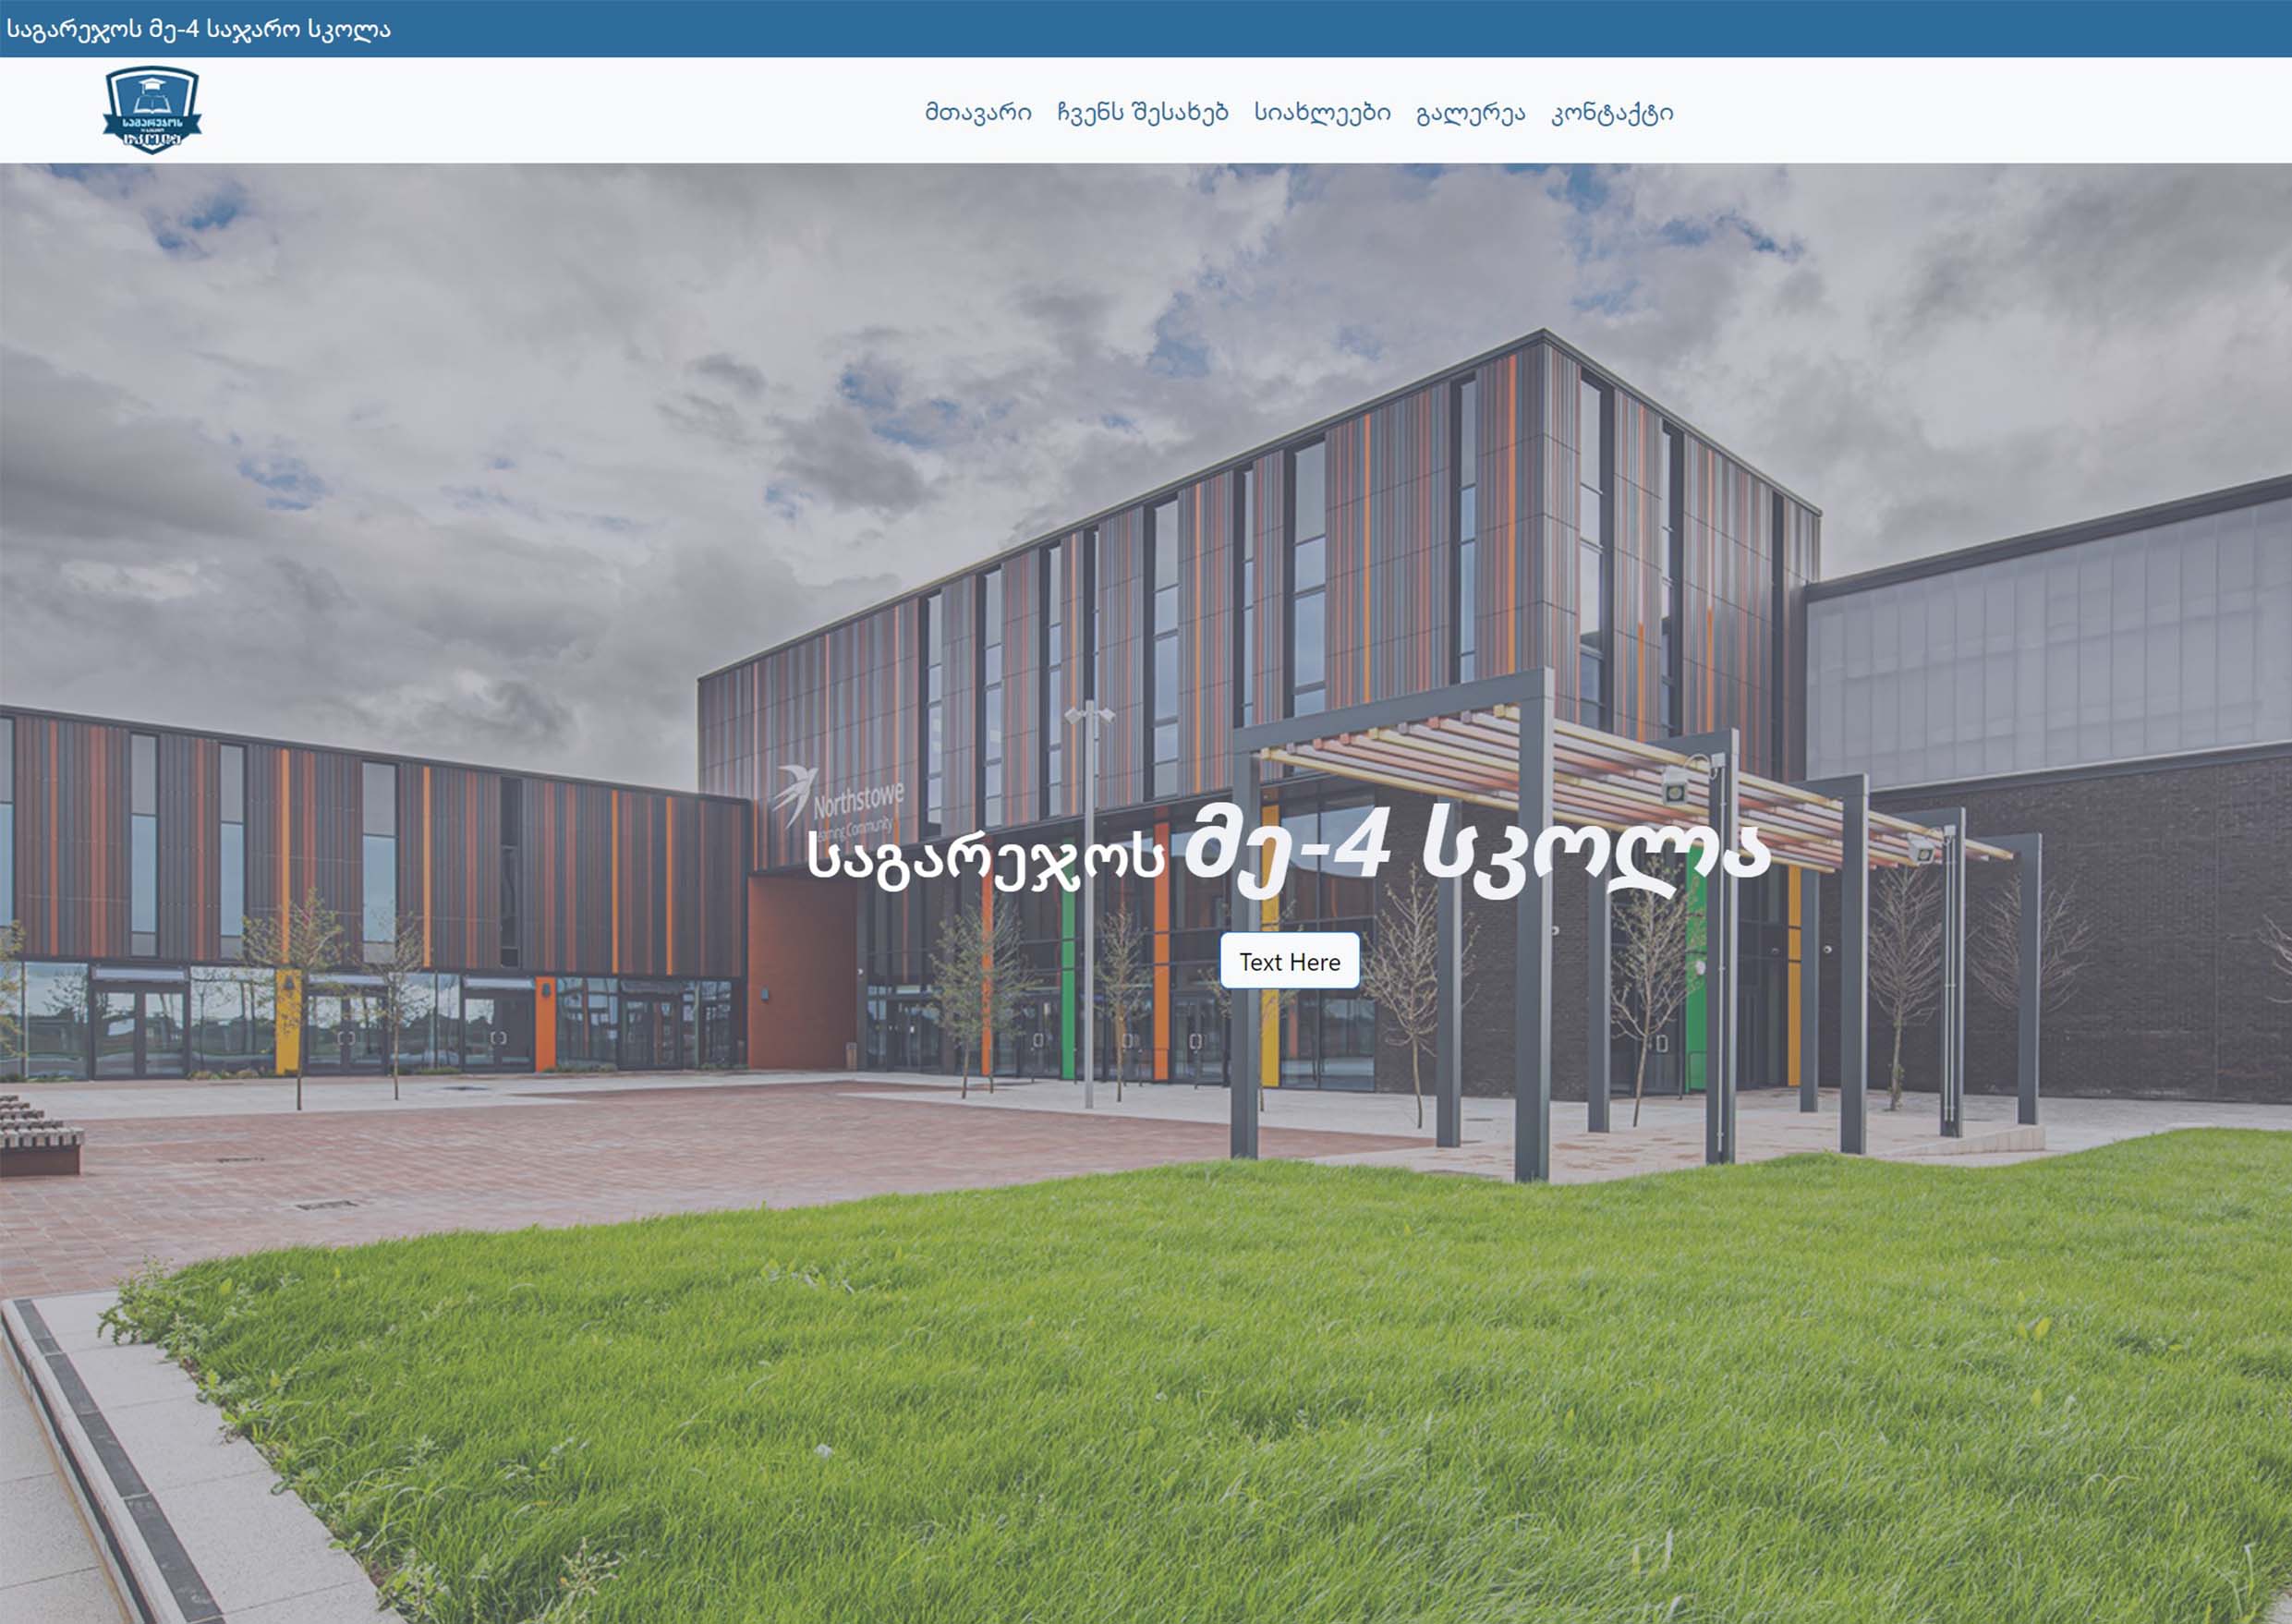 საგარეჯოს მე-4 საჯარო სკოლა
საგარეჯოს
სკოლა
მთავარი ჩვენს შესახებ სიახლეები გალერეა კონტაქტი
Northstowe
Learning Community
საგარეჯოს მე-4 სკოლა
Text Here